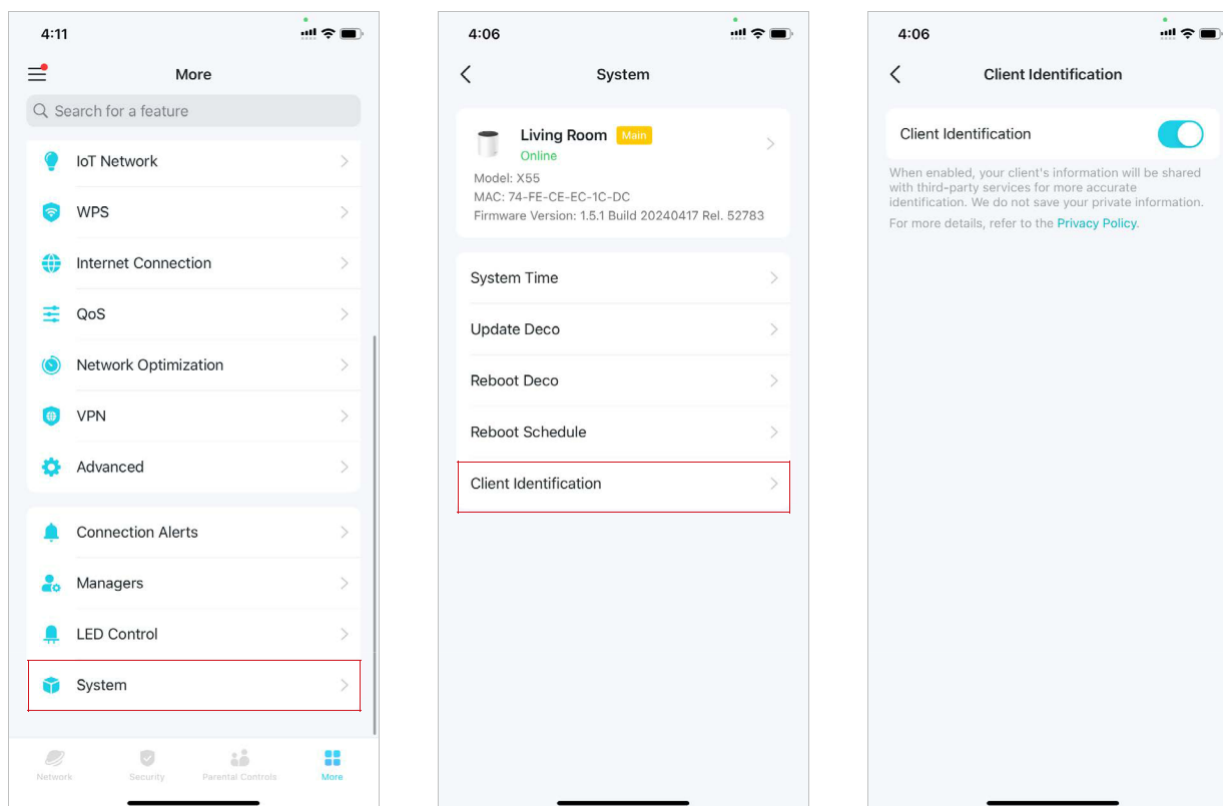 4:11
More
Search for a feature
IoT Network
WPS
Internet Connection
QoS
Network Optimization
VPN
Advanced
Connection Alerts
Managers
LED Control
System
Network
Security
Parental Controls
More
4:06
System
Living Room Main
Online
Model: X55
MAC: 74-FE-CE-EC-1C-DC
Firmware Version: 1.5.1 Build 20240417 Rel. 52783
System Time
Update Deco
Reboot Deco
Reboot Schedule
Client Identification
4:06
Client Identification
Client Identification
When enabled, your client's information will be shared
with third-party services for more accurate
identification. We do not save your private information.
For more details, refer to the Privacy Policy.